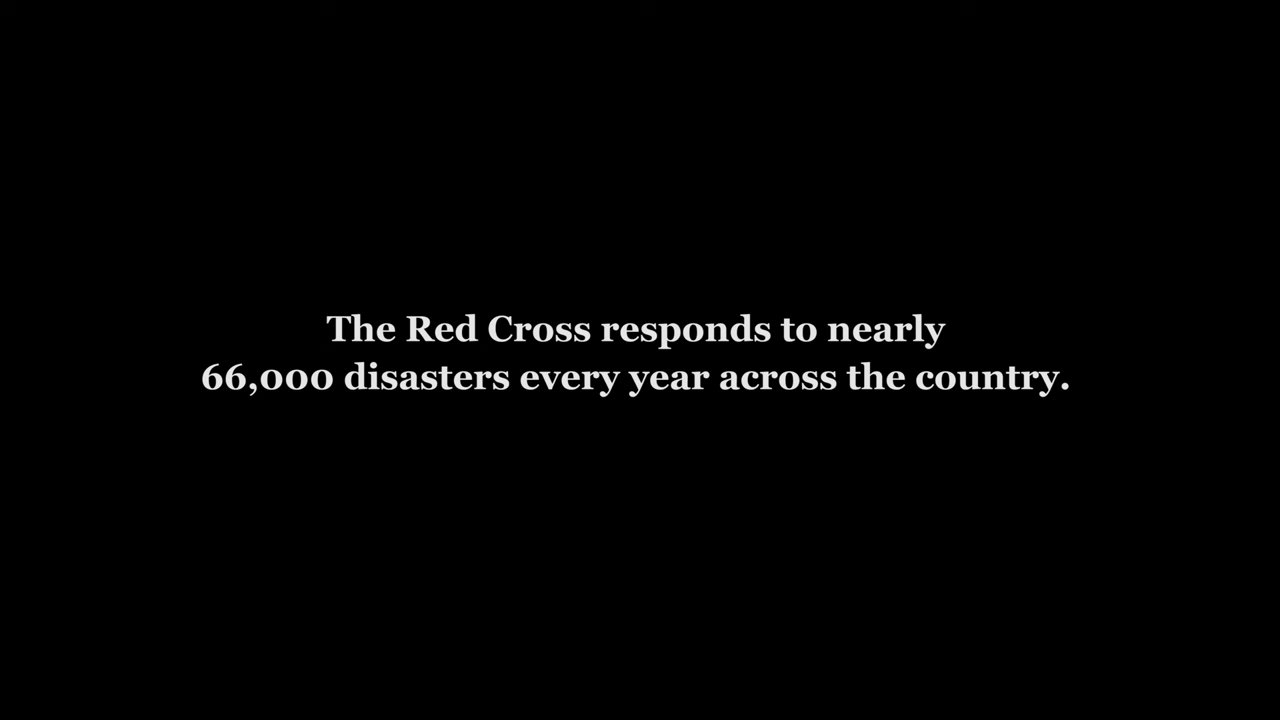 The Red Cross responds to nearly
66,000 disasters every year across the country.